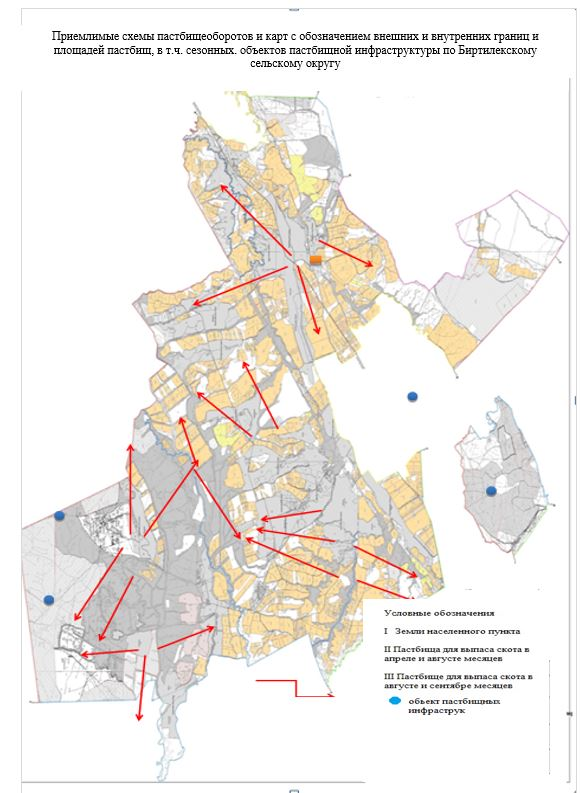 Приемлимые схемы пастбищеоборотов и карт с обозначением внешних и внутренних границ и
площадей пастбищ, в т.ч. сезонных. объектов пастбищной инфраструктуры по Биртилекскому
сельскому округу
Условные обозначения
I Земли населенного пункта
II Пастбища для выпаса скота в
апреле и августе месяцев
III Пастбище для выпаса скота в
августе и сентябре месяцев
обьект пастбищных
инфраструк